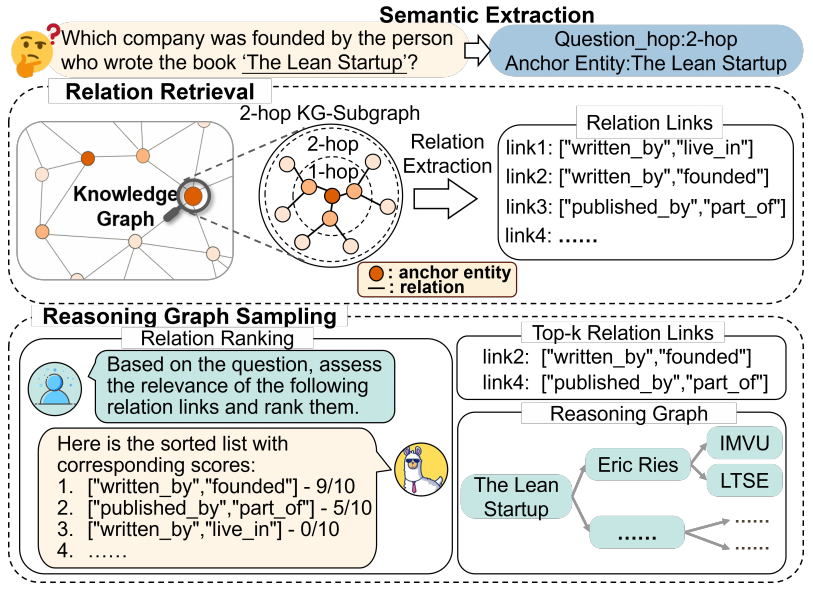 Semantic Extraction
?
Which company was founded by the person
who wrote the book ‘The Lean Startup’?
Question_hop:2-hop
Anchor Entity:The Lean Startup
Relation Retrieval
Knowledge
Graph
2-hop KG-Subgraph
2-hop
1-hop
: anchor entity
: relation
Relation
Extraction
Relation Links
link1: ["written_by","live_in"]
link2: ["written_by","founded"]
link3: ["published_by","part_of"]
link4: ......
Reasoning Graph Sampling
Relation Ranking
Based on the question, assess
the relevance of the following
relation links and rank them.
Here is the sorted list with
corresponding scores:
1. ["written_by","founded"] - 9/10
2. ["published_by","part_of"] - 5/10
3. ["written_by","live_in"] - 0/10
4. ......
Top-k Relation Links
link2: ["written_by","founded"]
link4: ["published_by","part_of"]
Reasoning Graph
The Lean
Startup
Eric Ries
IMVU
LTSE
......
......
......